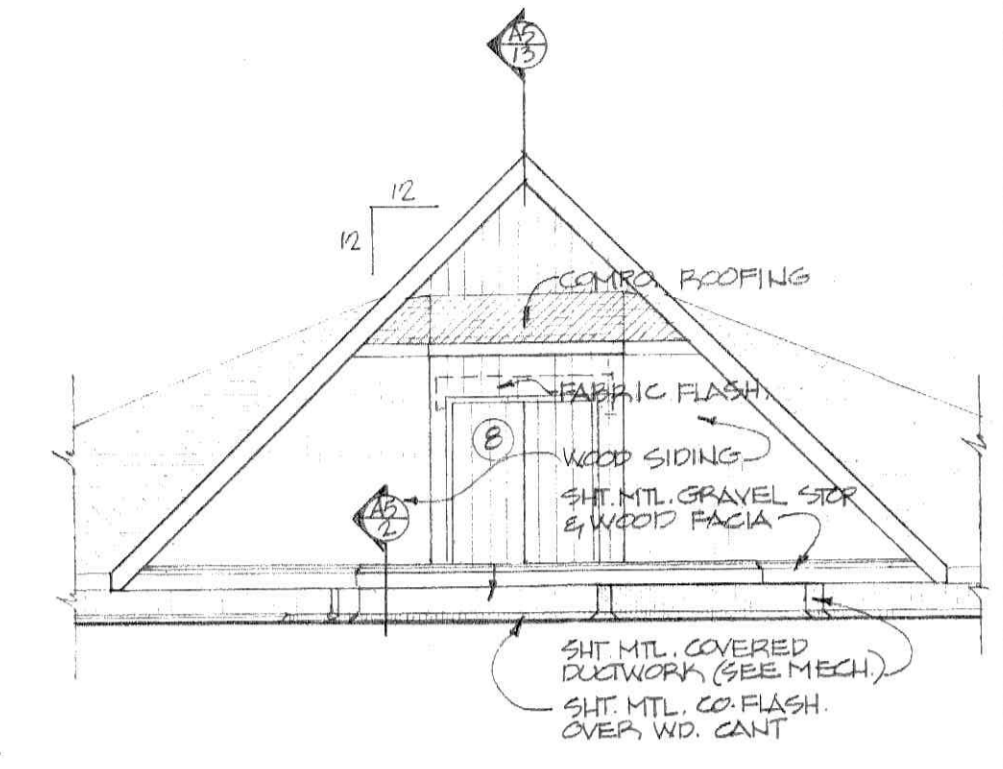 A5
13
12
12
COMPO. ROOFING
FABRIC FLASH.
8
WOOD SIDING
A5
2
SHT. MTL. GRAVEL STOP
& WOOD FACIA
SHT. MTL. COVERED
DUCTWORK (SEE MECH.)
SHT. MTL. CO. FLASH.
OVER WD. CANT